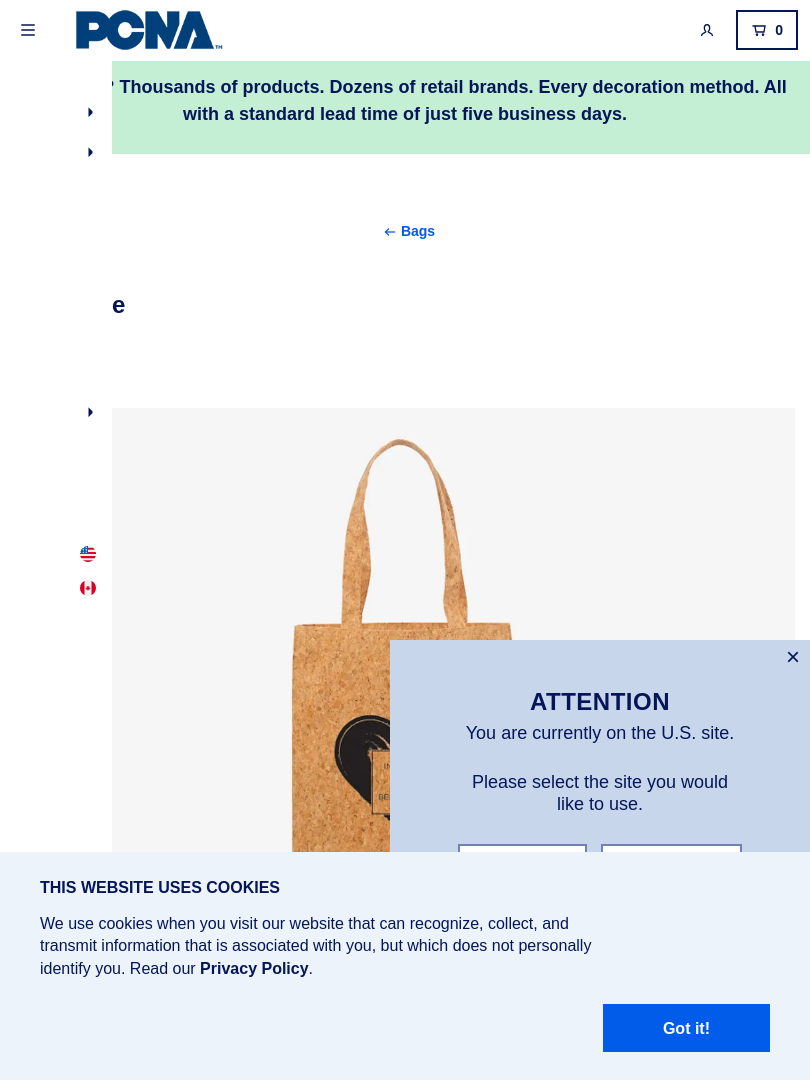 PCNA™
0
? Thousands of products. Dozens of retail brands. Every decoration method. All
with a standard lead time of just five business days.
Bags
e
ATTENTION
You are currently on the U.S. site.
Please select the site you would
like to use.
THIS WEBSITE USES COOKIES
We use cookies when you visit our website that can recognize, collect, and
transmit information that is associated with you, but which does not personally
identify you. Read our Privacy Policy.
Got it!